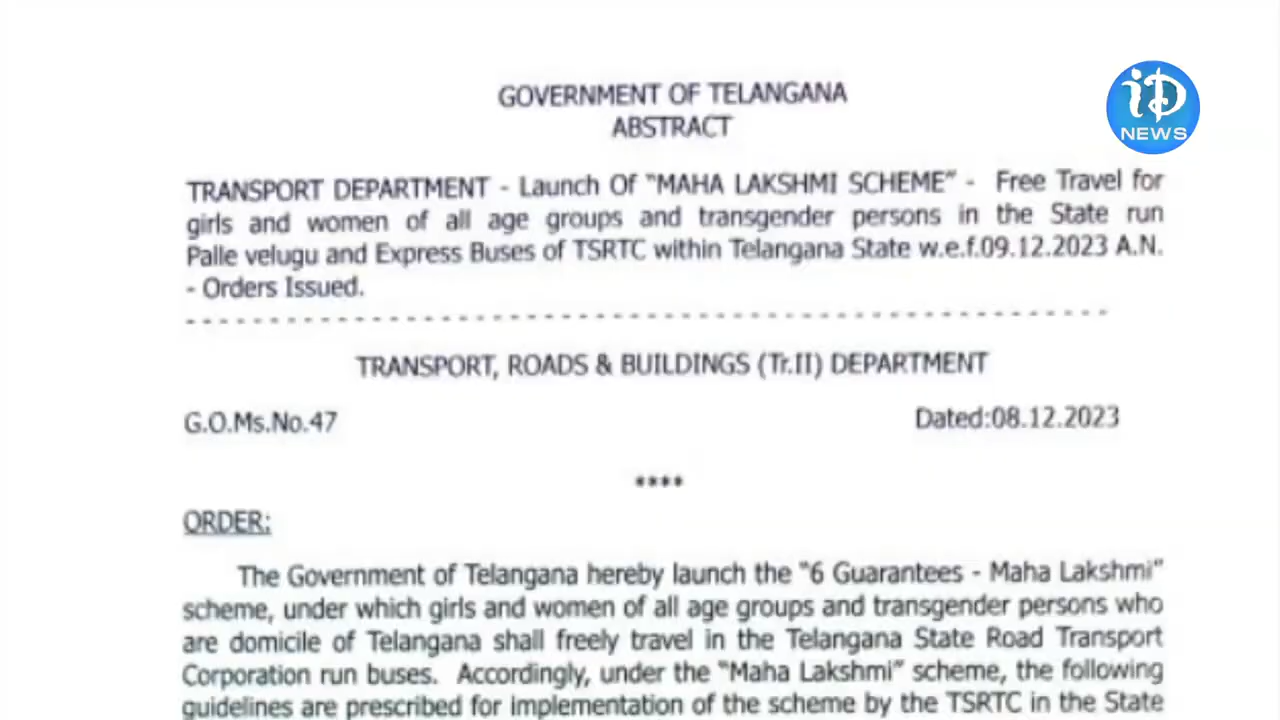 GOVERNMENT OF TELANGANA
ABSTRACT
iD
NEWS
TRANSPORT DEPARTMENT - Launch Of "MAHA LAKSHMI SCHEME" - Free Travel for
girls and women of all age groups and transgender persons in the State run
Palle velugu and Express Buses of TSRTC within Telangana State w.e.f.09.12.2023 A.N.
- Orders Issued.
TRANSPORT, ROADS & BUILDINGS (Tr.II) DEPARTMENT
G.O.Ms.No.47 Dated:08.12.2023
****
ORDER:
The Government of Telangana hereby launch the "6 Guarantees - Maha Lakshmi"
scheme, under which girls and women of all age groups and transgender persons who
are domicile of Telangana shall freely travel in the Telangana State Road Transport
Corporation run buses. Accordingly, under the "Maha Lakshmi" scheme, the following
guidelines are prescribed for implementation of the scheme by the TSRTC in the State